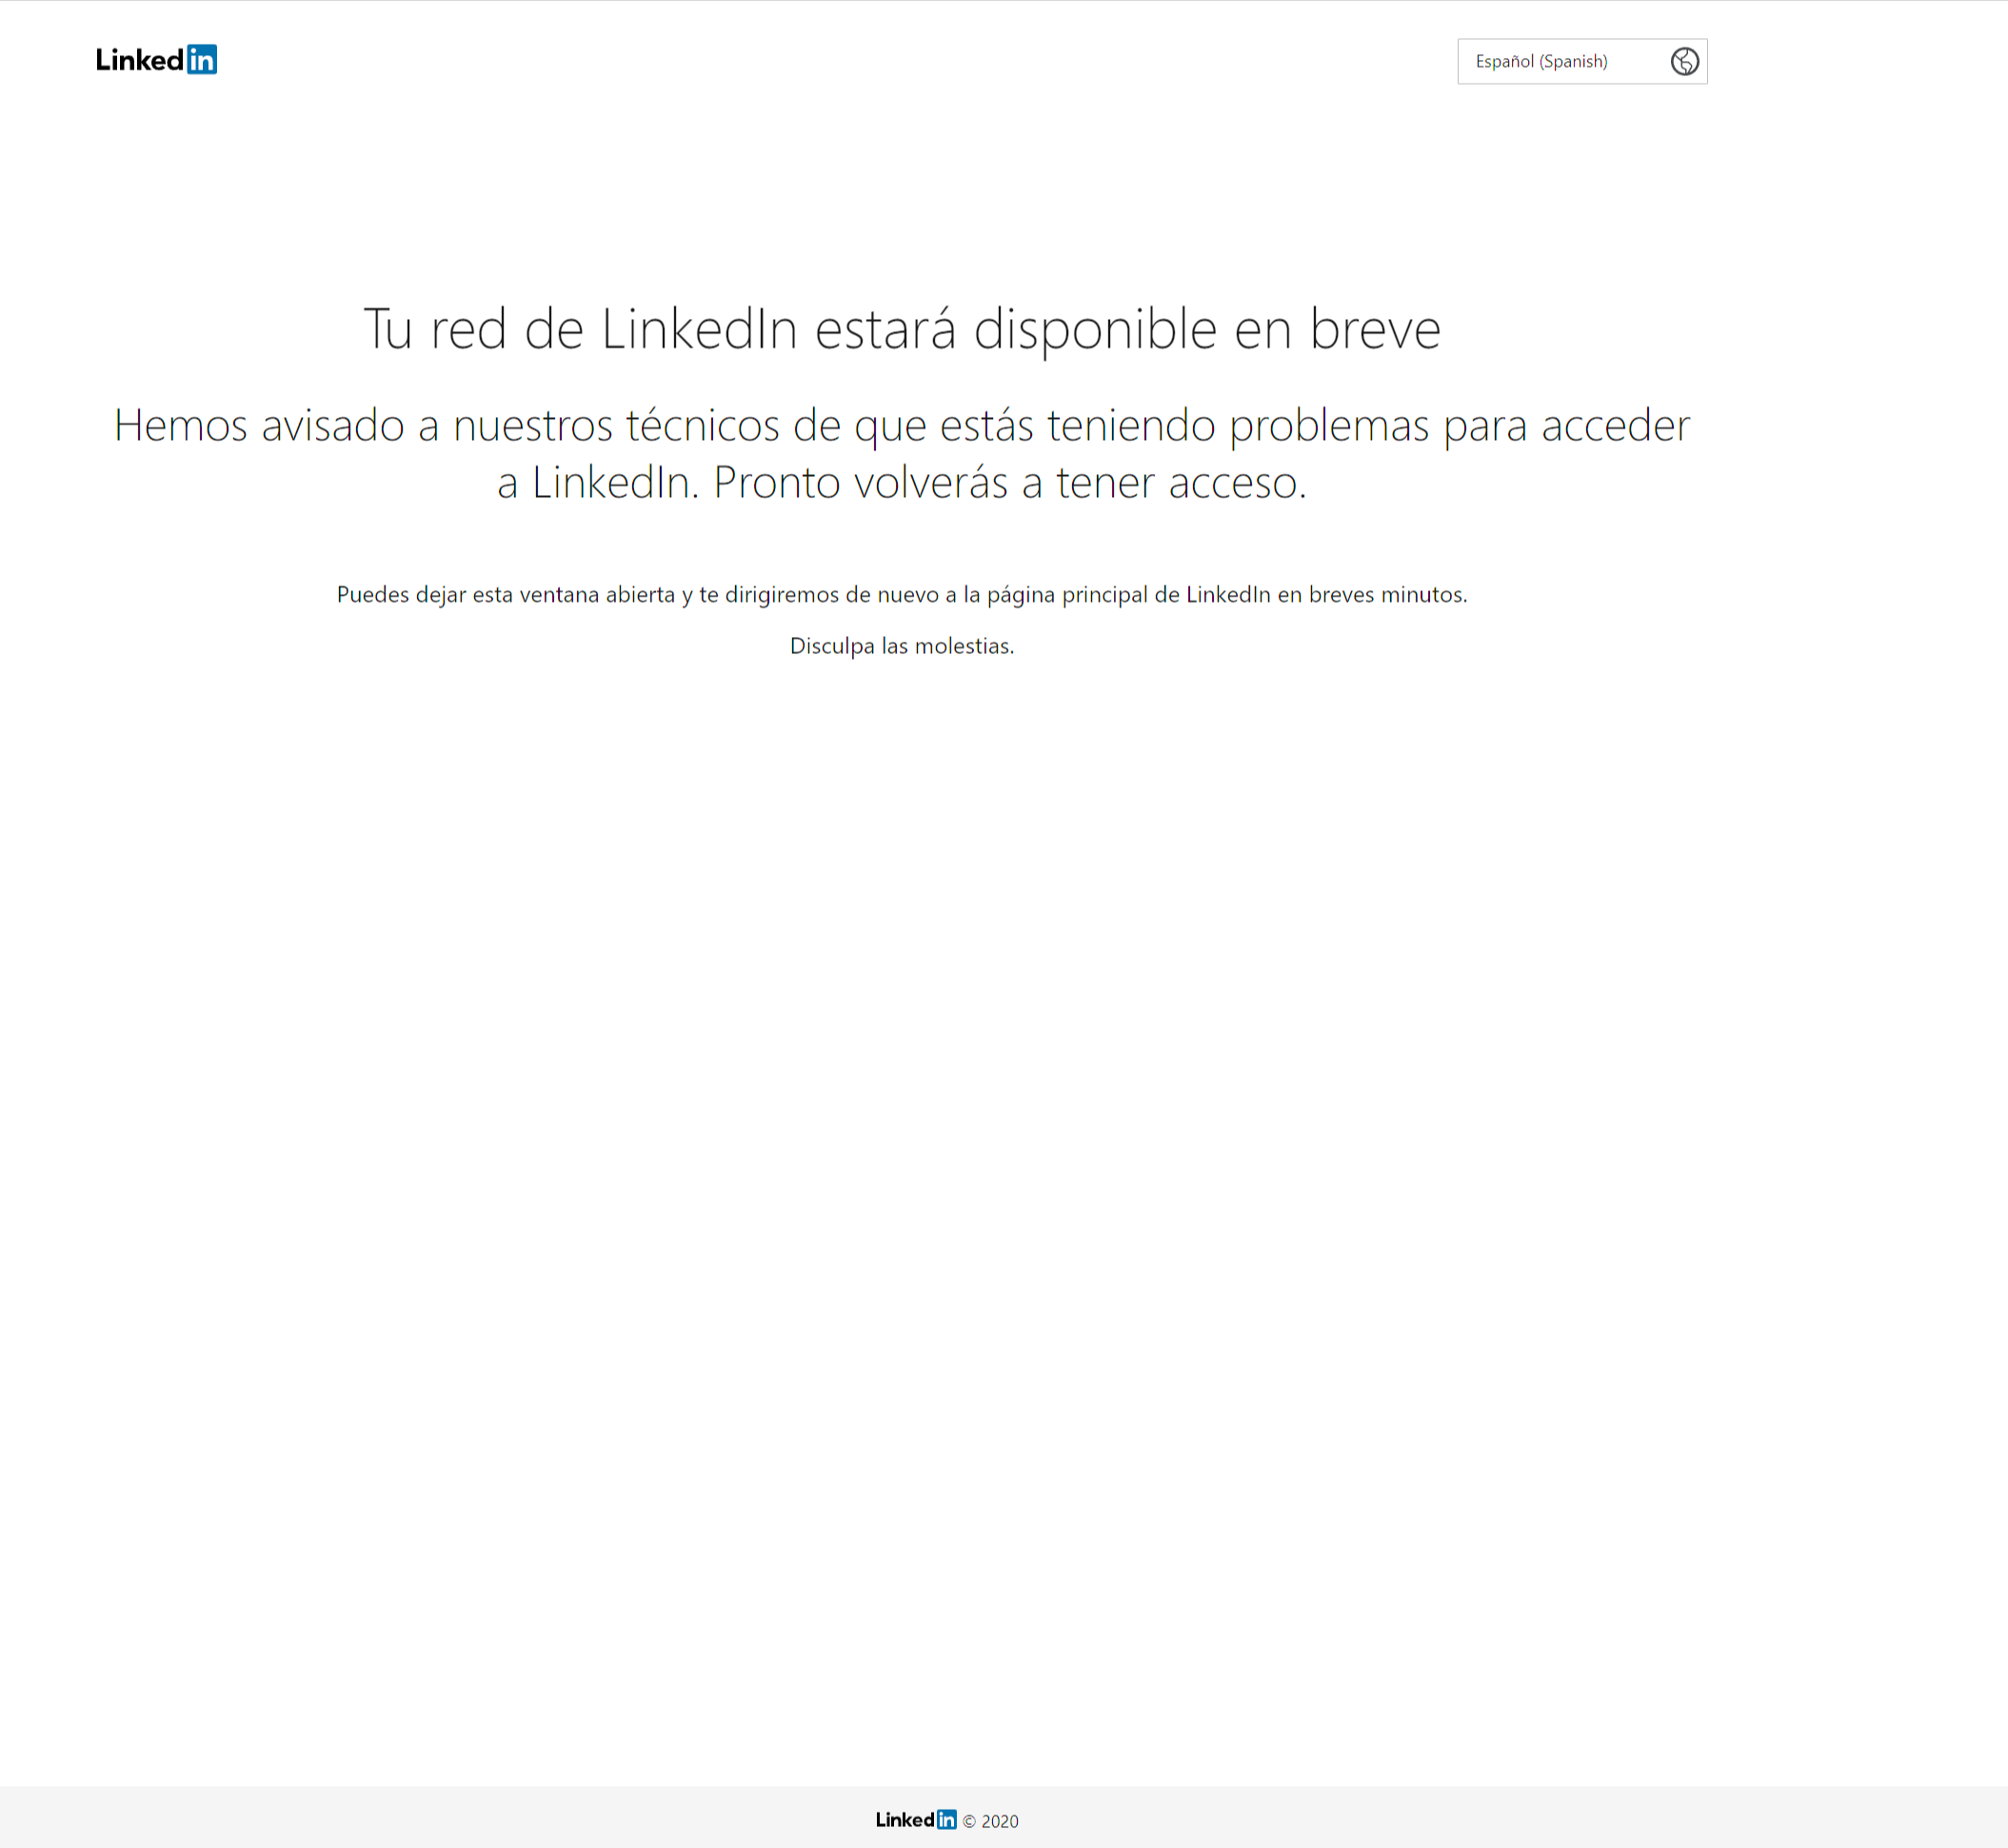 LinkedIn
Español (Spanish)
Tu red de LinkedIn estará disponible en breve
Hemos avisado a nuestros técnicos de que estás teniendo problemas para acceder
a LinkedIn. Pronto volverás a tener acceso.
Puedes dejar esta ventana abierta y te dirigiremos de nuevo a la página principal de LinkedIn en breves minutos.
Disculpa las molestias.
LinkedIn © 2020